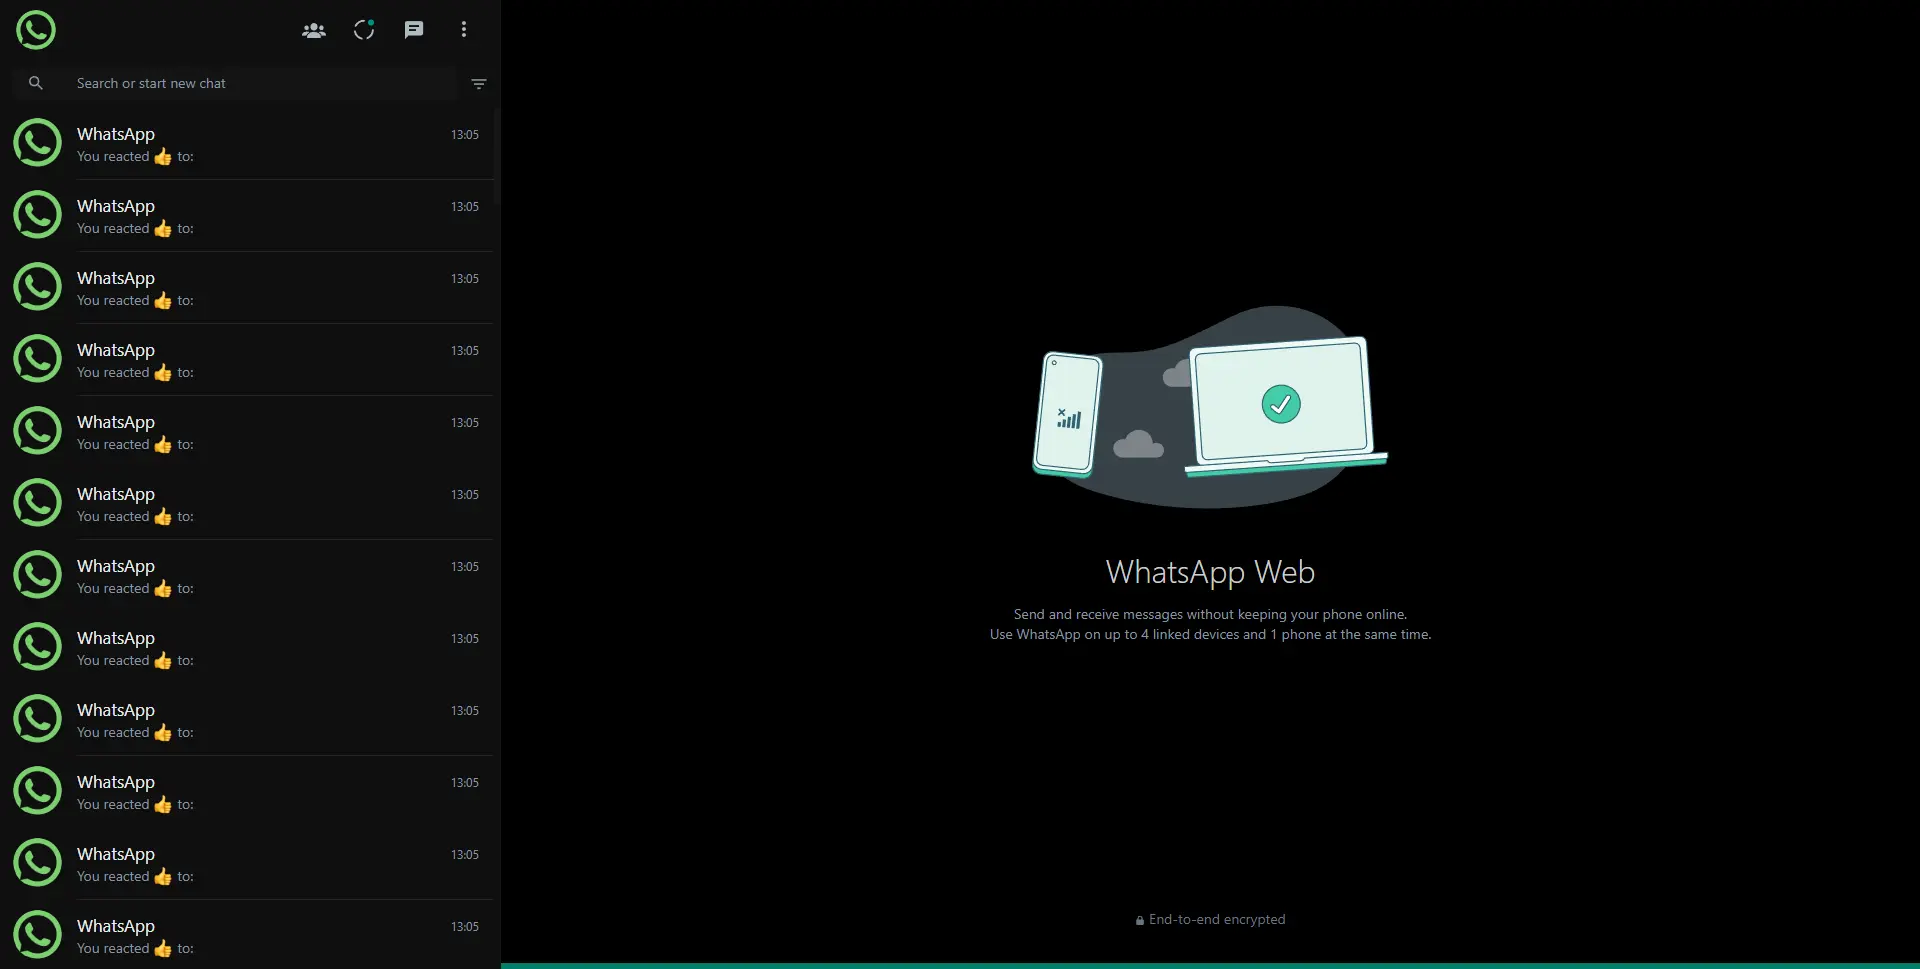 Search or start new chat
WhatsApp 13:05
You reacted 👍 to:
WhatsApp 13:05
You reacted 👍 to:
WhatsApp 13:05
You reacted 👍 to:
WhatsApp 13:05
You reacted 👍 to:
WhatsApp 13:05
You reacted 👍 to:
WhatsApp 13:05
You reacted 👍 to:
WhatsApp 13:05
You reacted 👍 to:
WhatsApp 13:05
You reacted 👍 to:
WhatsApp 13:05
You reacted 👍 to:
WhatsApp 13:05
You reacted 👍 to:
WhatsApp 13:05
You reacted 👍 to:
WhatsApp 13:05
You reacted 👍 to:
WhatsApp Web
Send and receive messages without keeping your phone online.
Use WhatsApp on up to 4 linked devices and 1 phone at the same time.
End-to-end encrypted